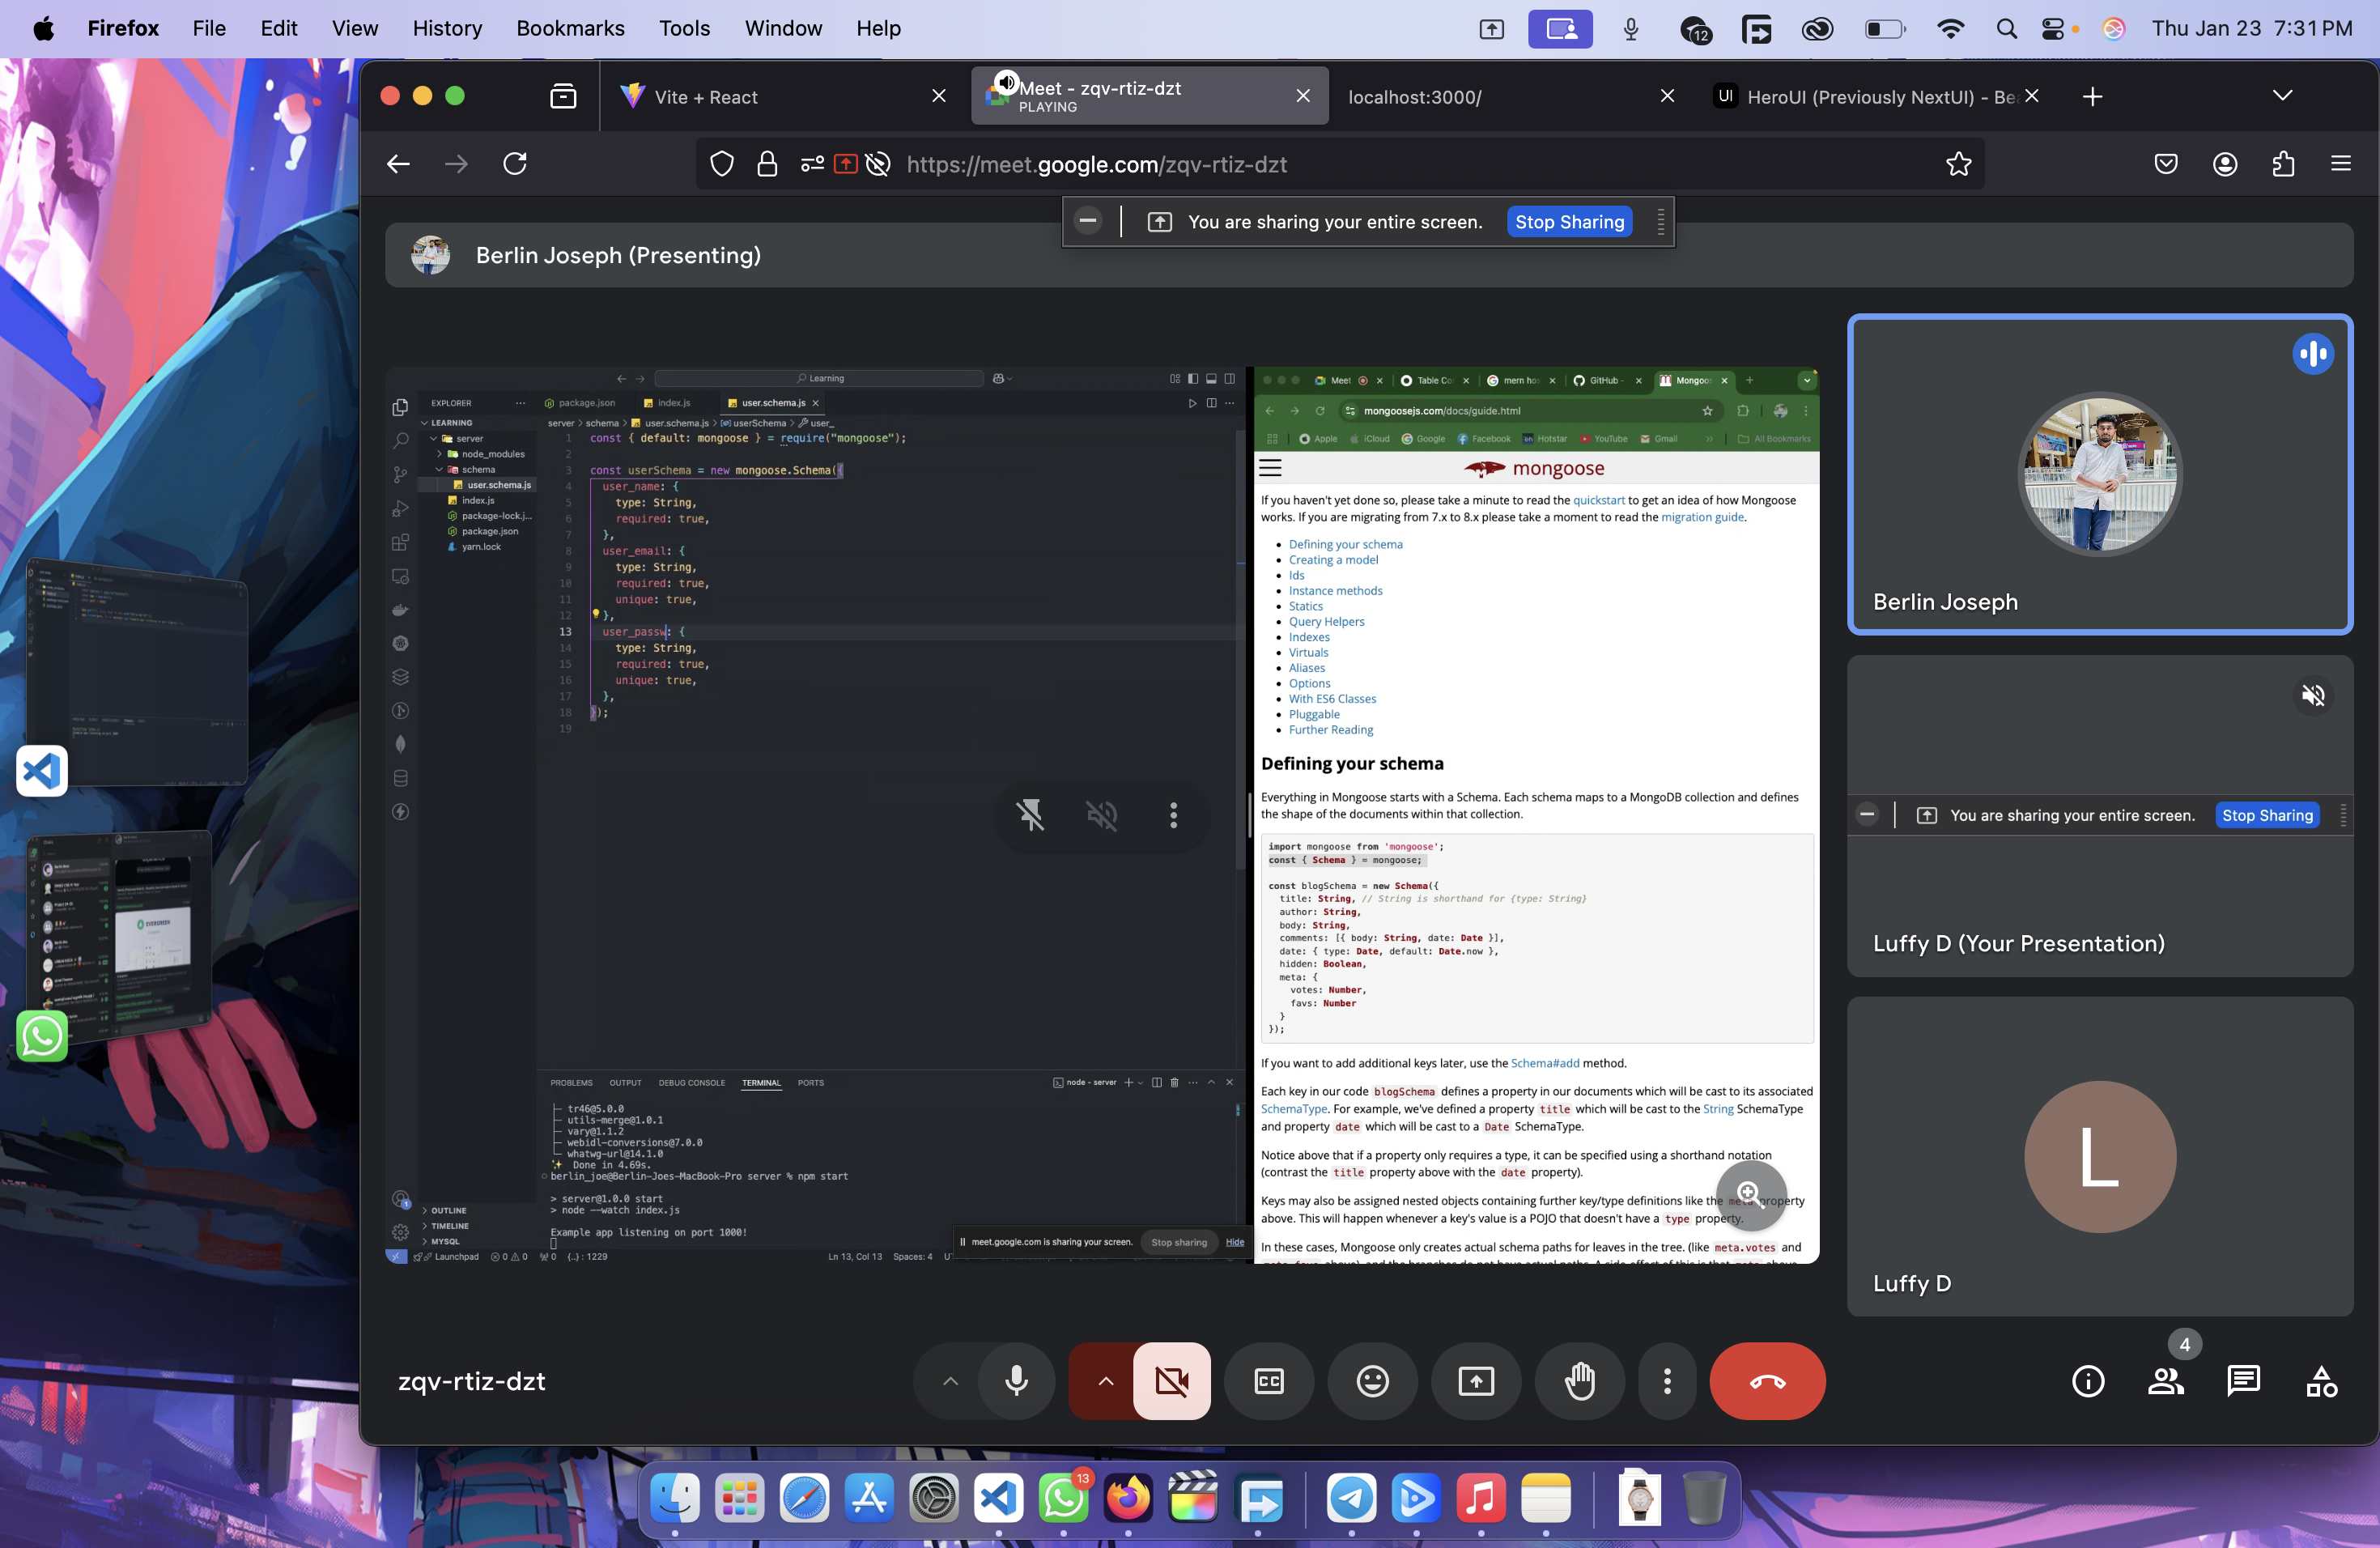 Firefox File Edit View History Bookmarks Tools Window Help
12
Thu Jan 23 7:31 PM
Vite + React
Meet - zqv-rtiz-dzt
PLAYING
localhost:3000/
UI HeroUI (Previously NextUI) - Be
https://meet.google.com/zqv-rtiz-dzt
You are sharing your entire screen. Stop Sharing
Berlin Joseph (Presenting)
Learning
EXPLORER
LEARNING
server
node_modules
schema
user.schema.js
index.js
package-lock.j...
package.json
yarn.lock
OUTLINE
TIMELINE
MYSQL
package.json
index.js
user.schema.js
server > schema > user.schema.js > userSchema > user_
1 const { default: mongoose } = require("mongoose");
2
3 const userSchema = new mongoose.Schema({
4 user_name: {
5 type: String,
6 required: true,
7 },
8 user_email: {
9 type: String,
10 required: true,
11 unique: true,
12 },
13 user_passw: {
14 type: String,
15 required: true,
16 unique: true,
17 },
18 });
19
PROBLEMS OUTPUT DEBUG CONSOLE TERMINAL PORTS
node - server
tr46@5.0.0
utils-merge@1.0.1
vary@1.1.2
webidl-conversions@7.0.0
whatwg-url@14.1.0
✨ Done in 4.69s.
berlin_joe@Berlin-Joes-MacBook-Pro server % npm start
> server@1.0.0 start
> node --watch index.js
Example app listening on port 1000!
Launchpad 0 0 0 {..} : 1229
Ln 13, Col 13 Spaces: 4
meet.google.com is sharing your screen. Stop sharing Hide
Meet
Table Co
mern hos
GitHub -
Mongoos
mongoosejs.com/docs/guide.html
Apple iCloud Google Facebook Hotstar YouTube Gmail » All Bookmarks
mongoose
If you haven't yet done so, please take a minute to read the quickstart to get an idea of how Mongoose
works. If you are migrating from 7.x to 8.x please take a moment to read the migration guide.
Defining your schema
Creating a model
Ids
Instance methods
Statics
Query Helpers
Indexes
Virtuals
Aliases
Options
With ES6 Classes
Pluggable
Further Reading
Defining your schema
Everything in Mongoose starts with a Schema. Each schema maps to a MongoDB collection and defines
the shape of the documents within that collection.
import mongoose from 'mongoose';
const { Schema } = mongoose;
const blogSchema = new Schema({
title: String, // String is shorthand for {type: String}
author: String,
body: String,
comments: [{ body: String, date: Date }],
date: { type: Date, default: Date.now },
hidden: Boolean,
meta: {
votes: Number,
favs: Number
}
});
If you want to add additional keys later, use the Schema#add method.
Each key in our code blogSchema defines a property in our documents which will be cast to its associated
SchemaType. For example, we've defined a property title which will be cast to the String SchemaType
and property date which will be cast to a Date SchemaType.
Notice above that if a property only requires a type, it can be specified using a shorthand notation
(contrast the title property above with the date property).
Keys may also be assigned nested objects containing further key/type definitions like the meta property
above. This will happen whenever a key's value is a POJO that doesn't have a type property.
In these cases, Mongoose only creates actual schema paths for leaves in the tree. (like meta.votes and
Berlin Joseph
You are sharing your entire screen. Stop Sharing
Luffy D (Your Presentation)
L
Luffy D
zqv-rtiz-dzt
CC
4
13